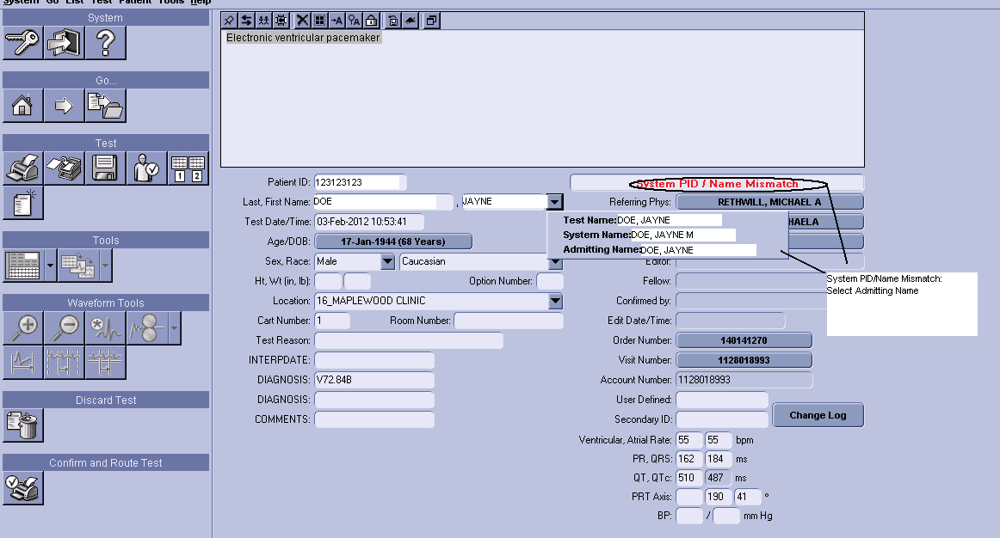 System Go List Test Patient Tools Help
System
Go...
Test
1 2
Tools
Waveform Tools
Discard Test
Confirm and Route Test
Electronic ventricular pacemaker
Patient ID: 123123123
System PID / Name Mismatch
Last, First Name: DOE , JAYNE
Referring Phys: RETHWILL, MICHAEL A
Test Date/Time: 03-Feb-2012 10:53:41
Test Name: DOE, JAYNE
System Name: DOE, JAYNE M
Admitting Name: DOE, JAYNE
HAELA
Age/DOB: 17-Jan-1944 (68 Years)
Sex, Race: Male Caucasian
Editor:
Ht, Wt (in, lb):
Option Number:
Fellow:
System PID/Name Mismatch:
Select Admitting Name
Location: 16_MAPLEWOOD CLINIC
Confirmed by:
Cart Number: 1
Room Number:
Edit Date/Time:
Test Reason:
Order Number: 140141270
INTERPDATE:
Visit Number: 1128018993
DIAGNOSIS: V72.84B
Account Number: 1128018993
DIAGNOSIS:
User Defined:
COMMENTS:
Secondary ID:
Change Log
Ventricular, Atrial Rate: 55 55 bpm
PR, QRS: 162 184 ms
QT, QTc: 510 487 ms
PRT Axis: 190 41 °
BP: / mm Hg